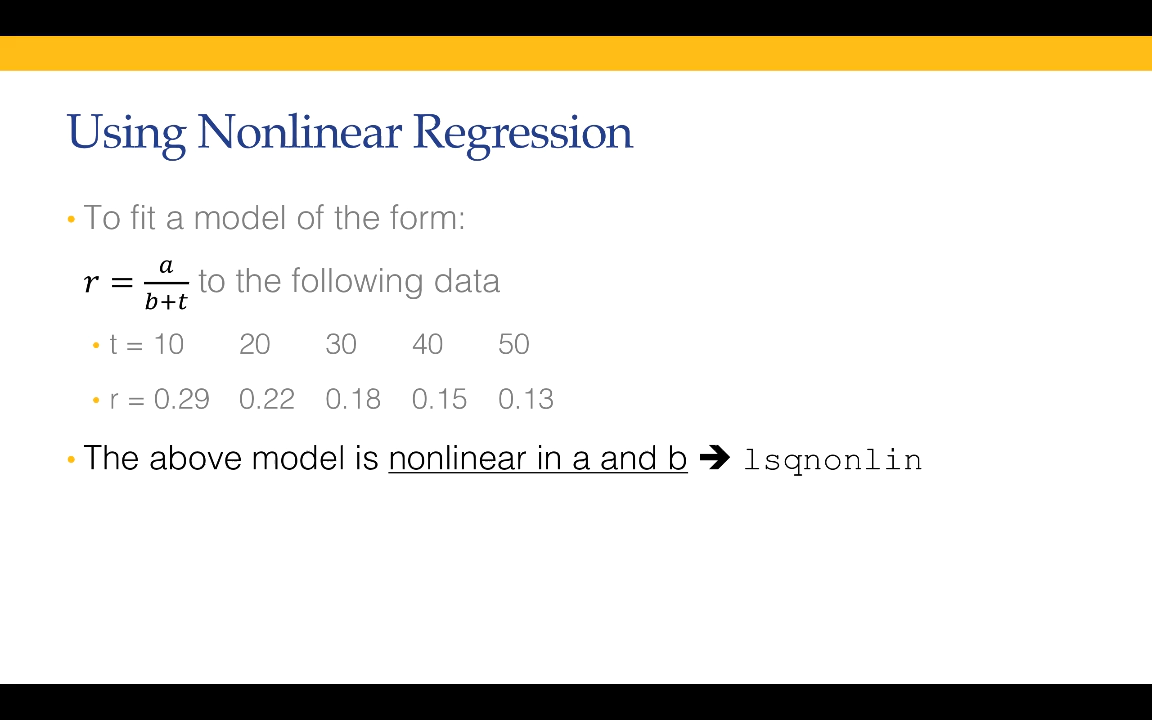 Using Nonlinear Regression
• To fit a model of the form:
r = a/(b+t) to the following data
• t = 10 20 30 40 50
• r = 0.29 0.22 0.18 0.15 0.13
• The above model is nonlinear in a and b ➔ lsqnonlin